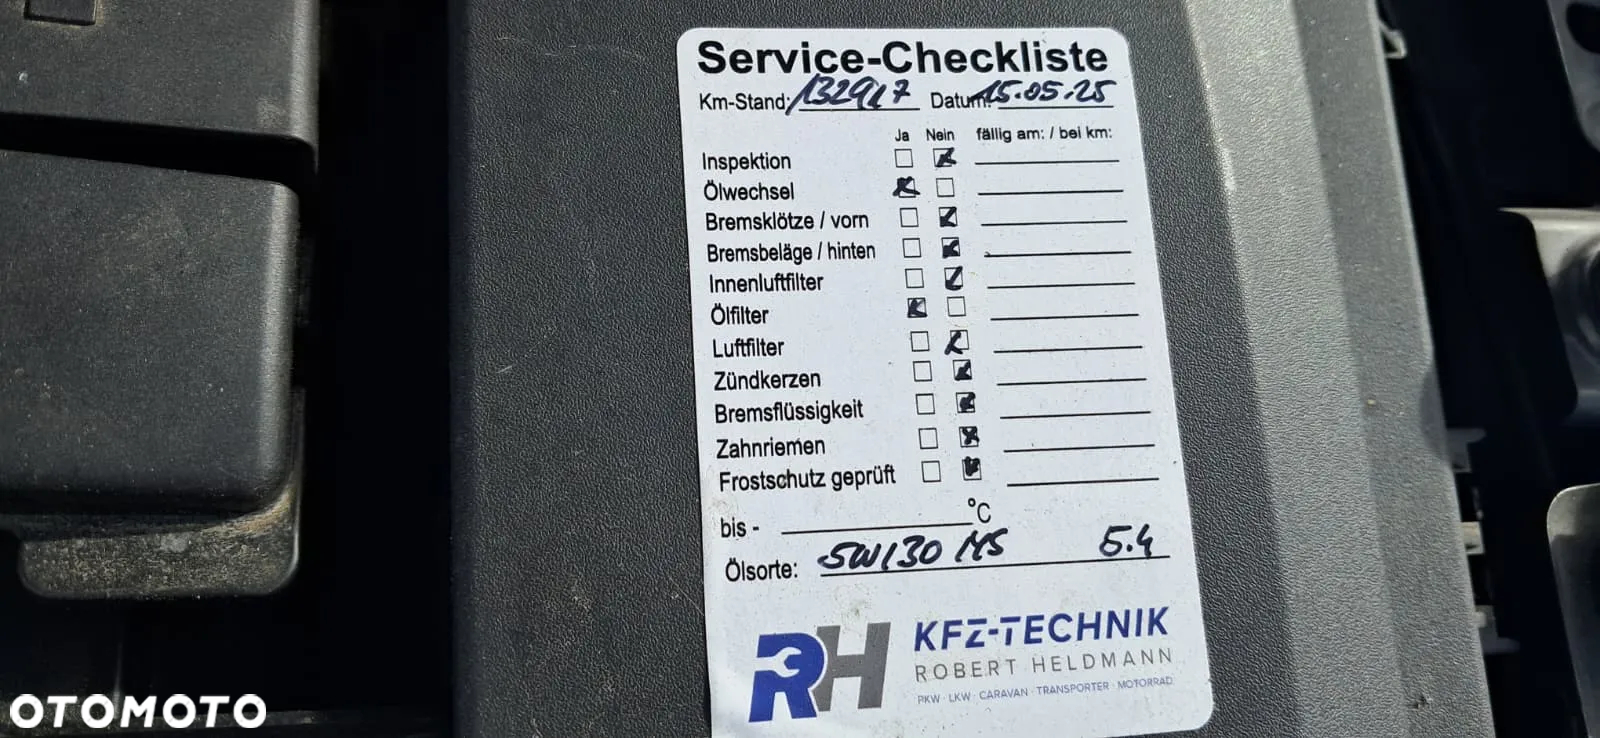 Service-Checkliste
Km-Stand: 132917 Datum: 15.05.25
Ja Nein fällig am: / bei km:
Inspektion
Ölwechsel
Bremsklötze / vorn
Bremsbeläge / hinten
Innenluftfilter
Ölfilter
Luftfilter
Zündkerzen
Bremsflüssigkeit
Zahnriemen
Frostschutz geprüft
bis - °C
Ölsorte: 5W/30 MS 5.4
RH KFZ-TECHNIK
ROBERT HELDMANN
PKW · LKW · CARAVAN · TRANSPORTER · MOTORRAD
OTOMOTO